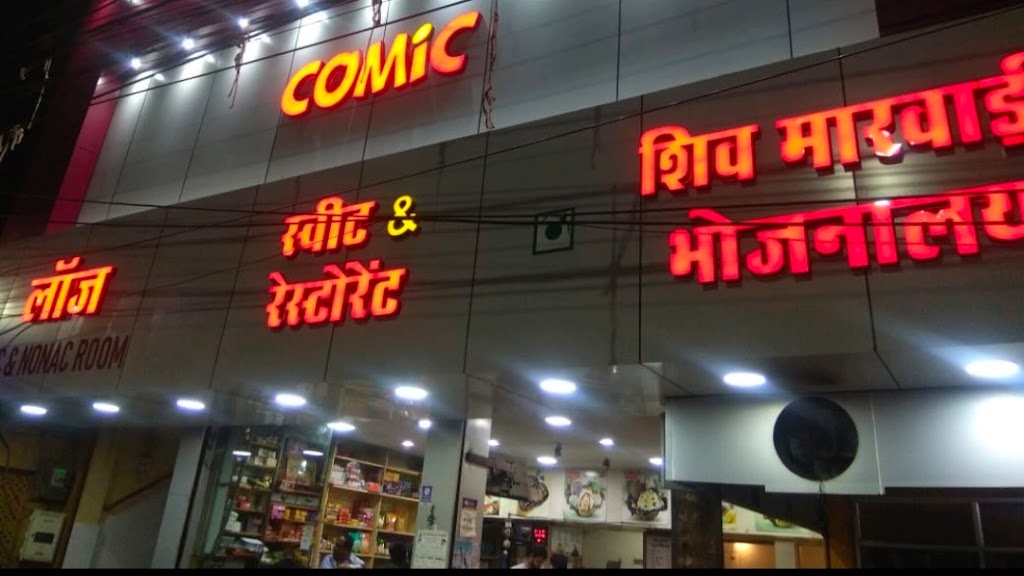 COMiC
शिव मारवाडी
भोजनालय
स्वीट &
रेस्टोरेंट
लॉज
& NONAC ROOM